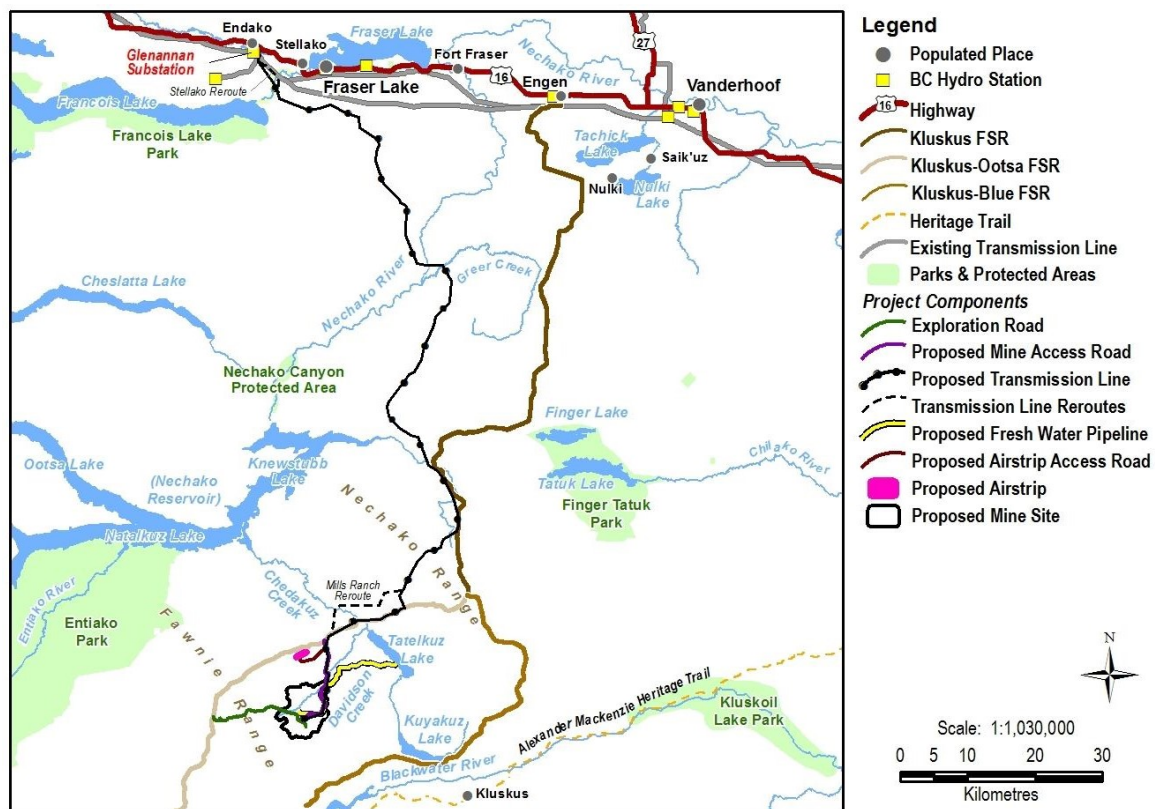 Endako
Glenannan
Substation
Stellako
Fraser Lake
Fort Fraser
Fraser Lake
Stellako Reroute
Francois Lake
Francois Lake
Park
16
Engen
Nechako River
27
Vanderhoof
Tachick
Lake
Saik'uz
Nulki
Nulki
Lake
Cheslatta Lake
Nechako River
Greer Creek
Nechako Canyon
Protected Area
Ootsa Lake
(Nechako
Reservoir)
Knewstubb
Lake
Natalkuz Lake
Finger Lake
Tatuk Lake
Finger Tatuk
Park
Chilako River
Nechako Range
Mills Ranch
Reroute
Chedakuz
Creek
Entiako River
Entiako
Park
Fawnie Range
Tatelkuz
Lake
Davidson
Creek
Kuyakuz
Lake
Alexander Mackenzie Heritage Trail
Kluskoil
Lake Park
Blackwater River
Kluskus
Legend
Populated Place
BC Hydro Station
16
Highway
Kluskus FSR
Kluskus-Ootsa FSR
Kluskus-Blue FSR
Heritage Trail
Existing Transmission Line
Parks & Protected Areas
Project Components
Exploration Road
Proposed Mine Access Road
Proposed Transmission Line
Transmission Line Reroutes
Proposed Fresh Water Pipeline
Proposed Airstrip Access Road
Proposed Airstrip
Proposed Mine Site
N
Scale: 1:1,030,000
0 5 10 20 30
Kilometres